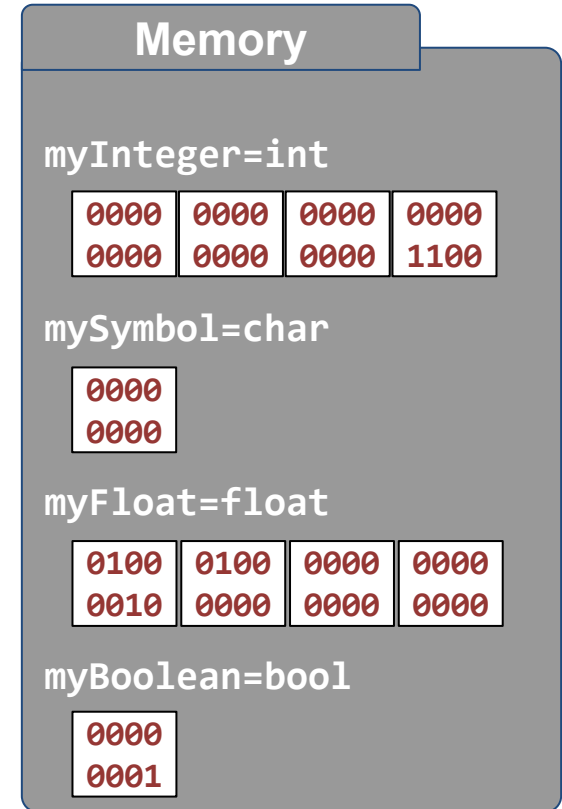 Memory
myInteger=int
0000 0000 0000 0000
0000 0000 0000 1100
mySymbol=char
0000
0000
myFloat=float
0100 0100 0000 0000
0010 0000 0000 0000
myBoolean=bool
0000
0001